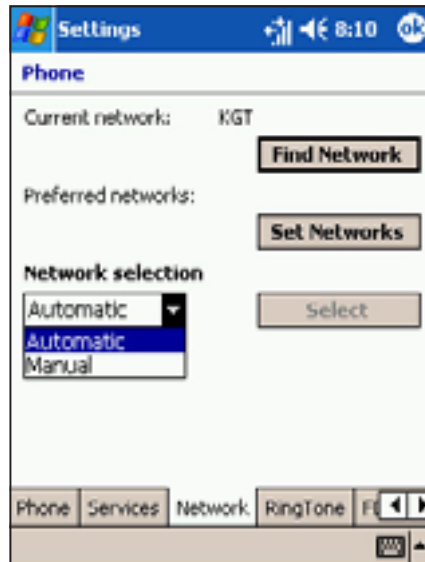 Settings 8:10 ok
Phone
Current network: KGT
Find Network
Preferred networks:
Set Networks
Network selection
Automatic Select
Automatic
Manual
Phone Services Network RingTone